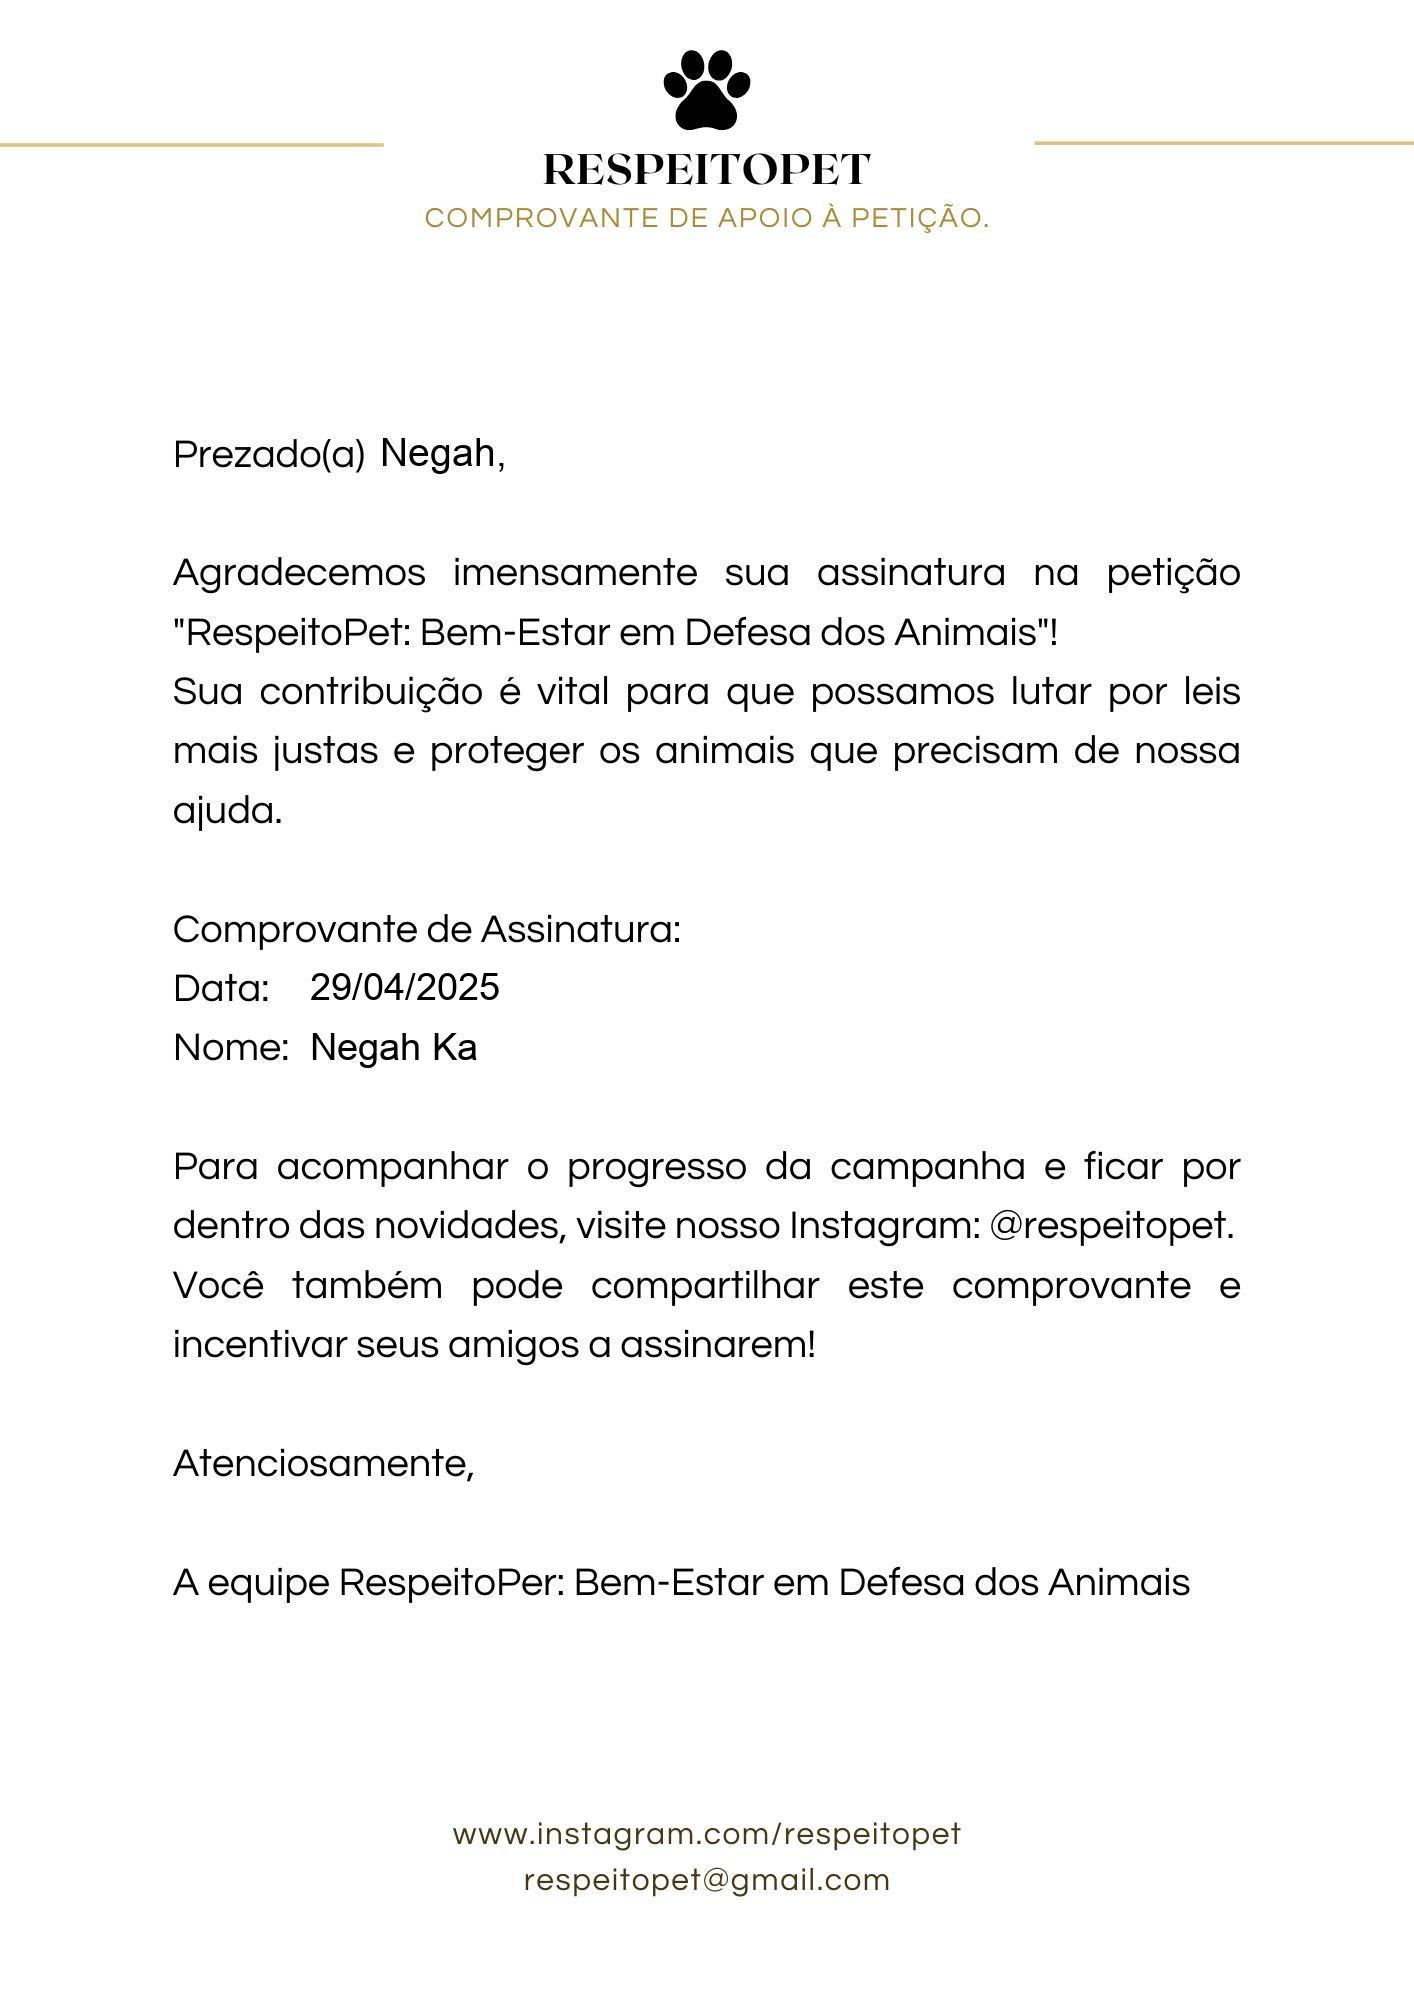 RESPEITOPET
COMPROVANTE DE APOIO À PETIÇÃO.
Prezado(a) Negah,
Agradecemos imensamente sua assinatura na petição
"RespeitoPet: Bem-Estar em Defesa dos Animais"!
Sua contribuição é vital para que possamos lutar por leis
mais justas e proteger os animais que precisam de nossa
ajuda.
Comprovante de Assinatura:
Data: 29/04/2025
Nome: Negah Ka
Para acompanhar o progresso da campanha e ficar por
dentro das novidades, visite nosso Instagram: @respeitopet.
Você também pode compartilhar este comprovante e
incentivar seus amigos a assinarem!
Atenciosamente,
A equipe RespeitoPer: Bem-Estar em Defesa dos Animais
www.instagram.com/respeitopet
respeitopet@gmail.com